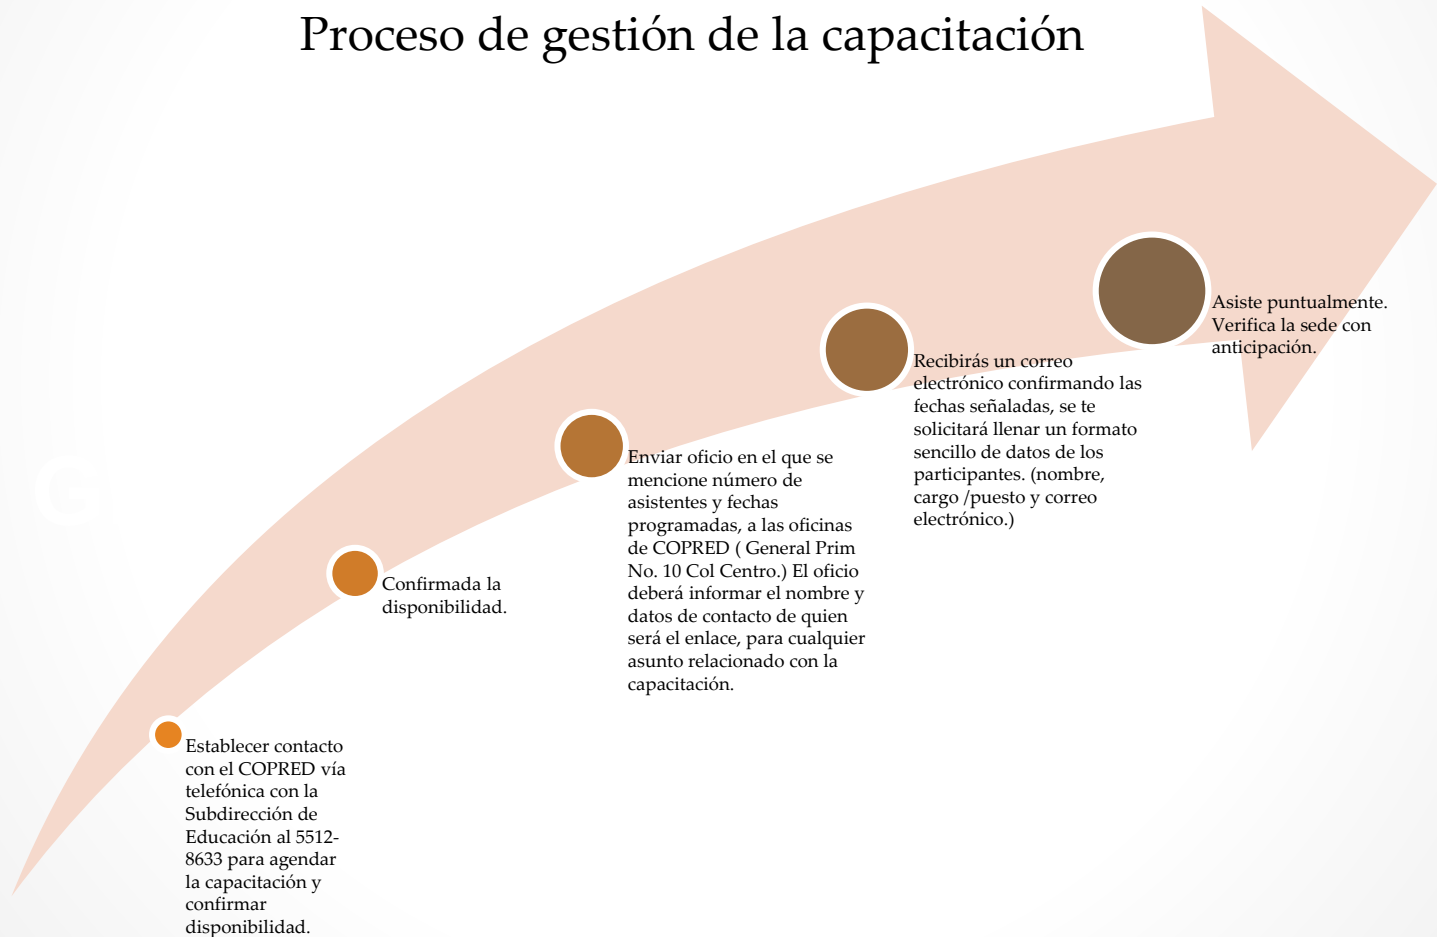 Proceso de gestión de la capacitación
G
Establecer contacto
con el COPRED vía
telefónica con la
Subdirección de
Educación al 5512-
8633 para agendar
la capacitación y
confirmar
disponibilidad.
Confirmada la
disponibilidad.
Enviar oficio en el que se
mencione número de
asistentes y fechas
programadas, a las oficinas
de COPRED ( General Prim
No. 10 Col Centro.) El oficio
deberá informar el nombre y
datos de contacto de quien
será el enlace, para cualquier
asunto relacionado con la
capacitación.
Recibirás un correo
electrónico confirmando las
fechas señaladas, se te
solicitará llenar un formato
sencillo de datos de los
participantes. (nombre,
cargo /puesto y correo
electrónico.)
Asiste puntualmente.
Verifica la sede con
anticipación.